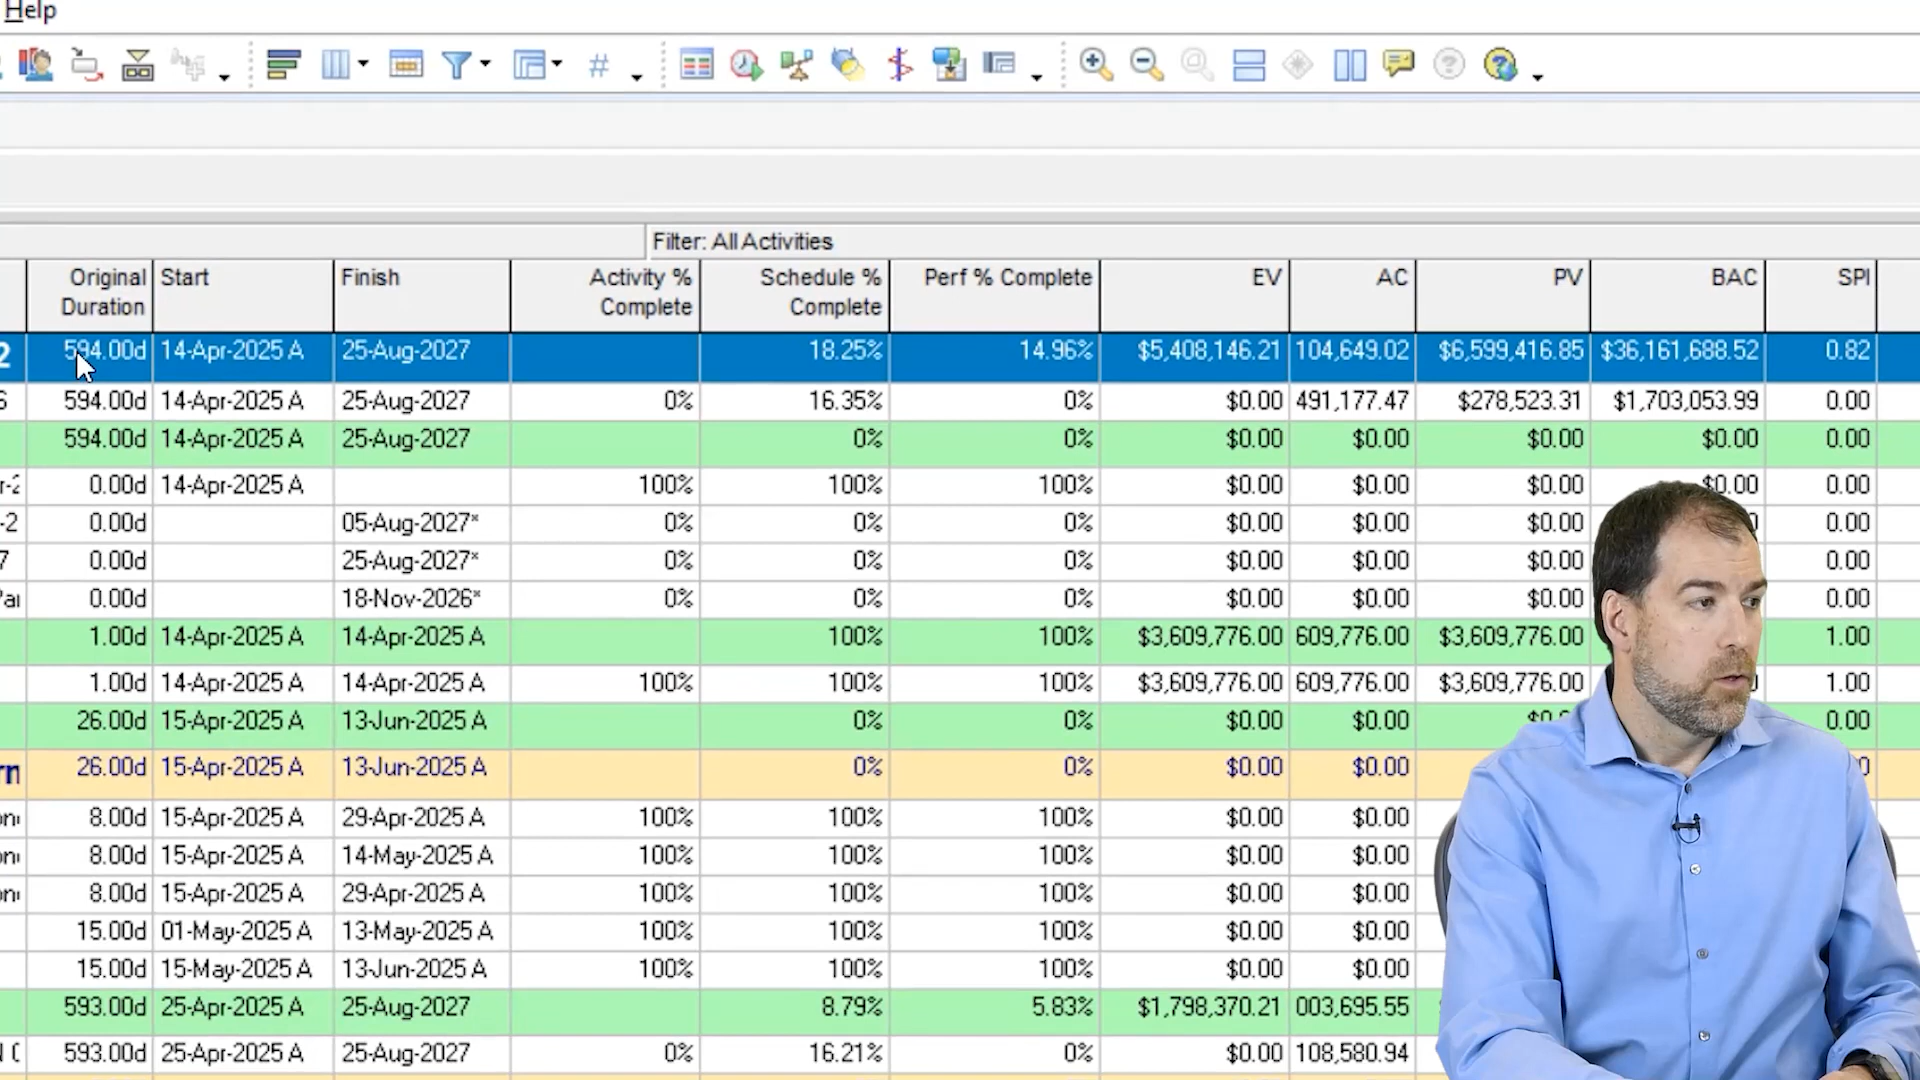 Help
#
Filter: All Activities
Original Duration Start Finish Activity % Complete Schedule % Complete Perf % Complete EV AC PV BAC SPI
2 594.00d 14-Apr-2025 A 25-Aug-2027 18.25% 14.96% $5,408,146.21 104,649.02 $6,599,416.85 $36,161,688.52 0.82
594.00d 14-Apr-2025 A 25-Aug-2027 0% 16.35% 0% $0.00 491,177.47 $278,523.31 $1,703,053.99 0.00
594.00d 14-Apr-2025 A 25-Aug-2027 0% 0% $0.00 $0.00 $0.00 $0.00 0.00
r-2 0.00d 14-Apr-2025 A 100% 100% 100% $0.00 $0.00 $0.00 $0.00 0.00
-2 0.00d 05-Aug-2027* 0% 0% 0% $0.00 $0.00 $0.00 0.00
7 0.00d 25-Aug-2027* 0% 0% 0% $0.00 $0.00 $0.00 0.00
0.00d 18-Nov-2026* 0% 0% 0% $0.00 $0.00 $0.00 0.00
1.00d 14-Apr-2025 A 14-Apr-2025 A 100% 100% $3,609,776.00 609,776.00 $3,609,776.00 1.00
1.00d 14-Apr-2025 A 14-Apr-2025 A 100% 100% 100% $3,609,776.00 609,776.00 $3,609,776.00 1.00
26.00d 15-Apr-2025 A 13-Jun-2025 A 0% 0% $0.00 $0.00 0.00
26.00d 15-Apr-2025 A 13-Jun-2025 A 0% 0% $0.00 $0.00
8.00d 15-Apr-2025 A 29-Apr-2025 A 100% 100% 100% $0.00 $0.00
8.00d 15-Apr-2025 A 14-May-2025 A 100% 100% 100% $0.00 $0.00
8.00d 15-Apr-2025 A 29-Apr-2025 A 100% 100% 100% $0.00 $0.00
15.00d 01-May-2025 A 13-May-2025 A 100% 100% 100% $0.00 $0.00
15.00d 15-May-2025 A 13-Jun-2025 A 100% 100% 100% $0.00 $0.00
593.00d 25-Apr-2025 A 25-Aug-2027 8.79% 5.83% $1,798,370.21 003,695.55
593.00d 25-Apr-2025 A 25-Aug-2027 0% 16.21% 0% $0.00 108,580.94